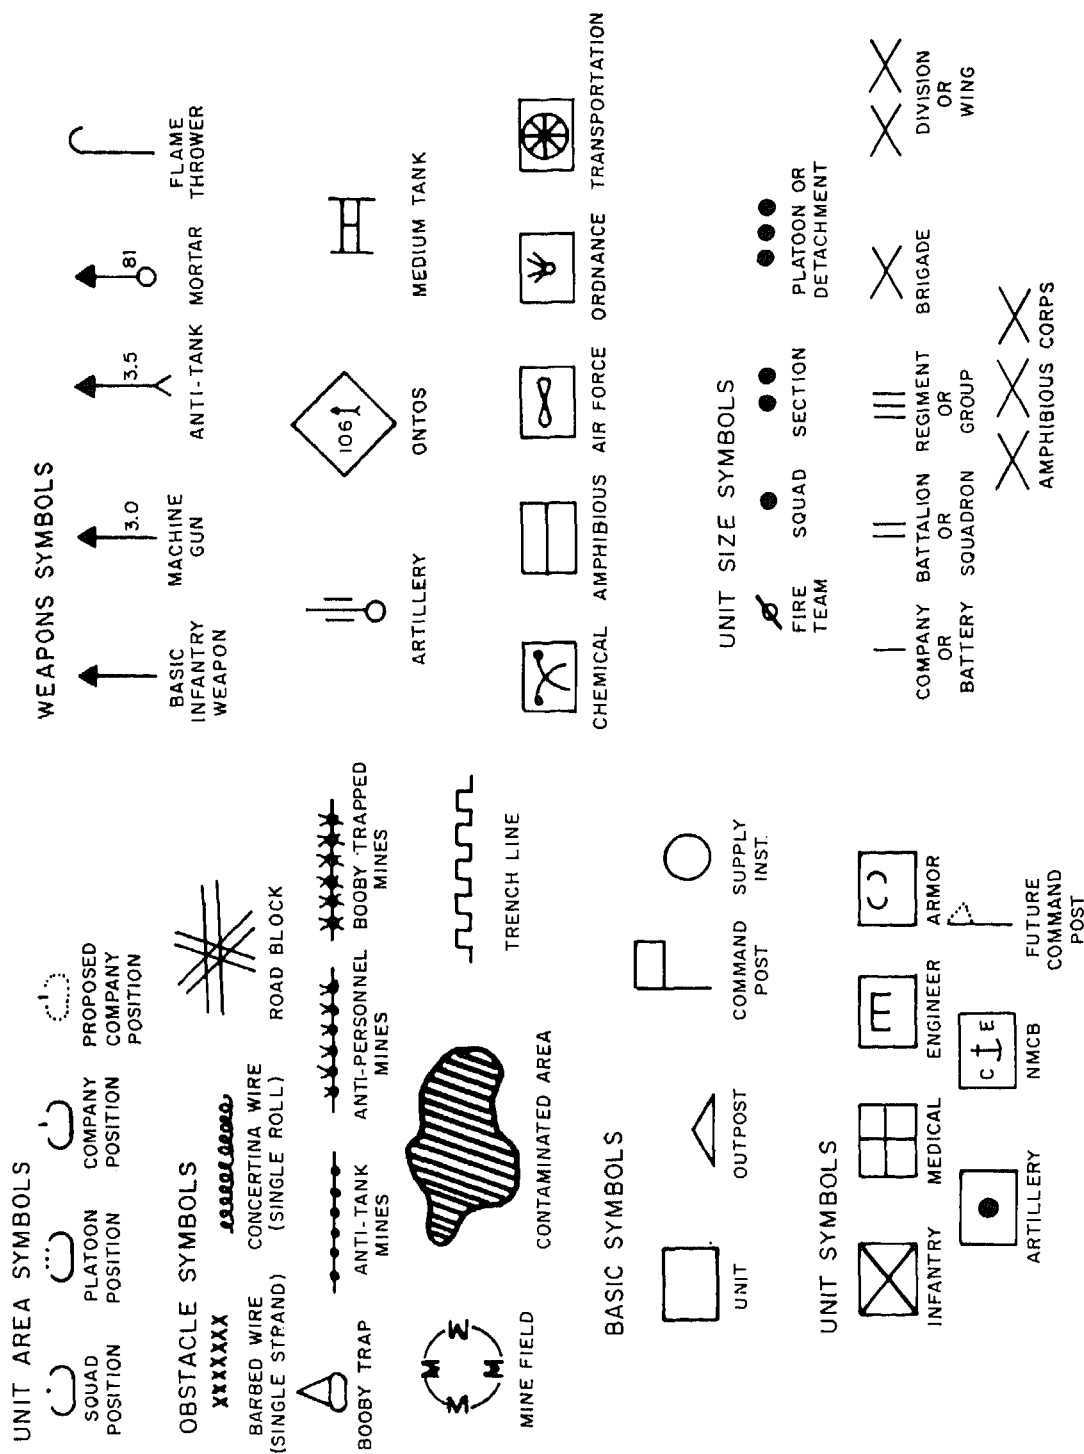 UNIT AREA SYMBOLS
SQUAD
POSITION
PLATOON
POSITION
COMPANY
POSITION
PROPOSED
COMPANY
POSITION
OBSTACLE SYMBOLS
XXXXXXX
BARBED WIRE
(SINGLE STRAND)
CONCERTINA WIRE
(SINGLE ROLL)
ROAD BLOCK
BOOBY TRAP
ANTI-TANK
MINES
ANTI-PERSONNEL
MINES
BOOBY TRAPPED
MINES
M
M
M
M
MINE FIELD
CONTAMINATED AREA
TRENCH LINE
BASIC SYMBOLS
UNIT
OUTPOST
COMMAND
POST
SUPPLY
INST.
UNIT SYMBOLS
INFANTRY
MEDICAL
E
ENGINEER
ARMOR
ARTILLERY
C E
NMCB
FUTURE
COMMAND
POST
WEAPONS SYMBOLS
BASIC
INFANTRY
WEAPON
3.0
MACHINE
GUN
3.5
ANTI-TANK
81
MORTAR
FLAME
THROWER
ARTILLERY
106
ONTOS
MEDIUM TANK
CHEMICAL
AMPHIBIOUS
AIR FORCE
ORDNANCE
TRANSPORTATION
UNIT SIZE SYMBOLS
FIRE
TEAM
SQUAD
SECTION
PLATOON OR
DETACHMENT
COMPANY
OR
BATTERY
BATTALION
OR
SQUADRON
REGIMENT
OR
GROUP
BRIGADE
DIVISION
OR
WING
AMPHIBIOUS CORPS